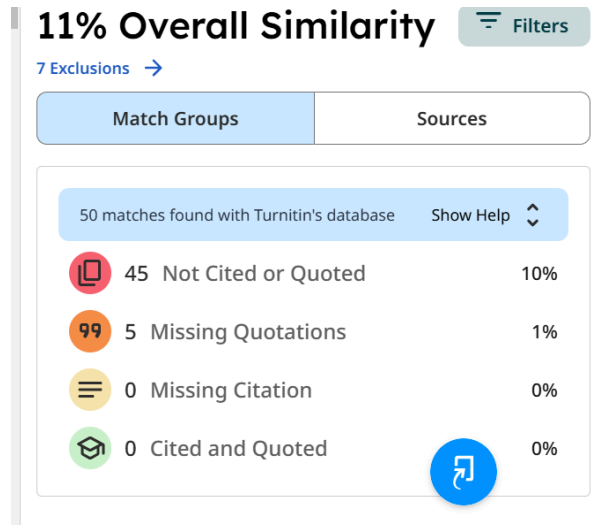 11% Overall Similarity
Filters
7 Exclusions
Match Groups
Sources
50 matches found with Turnitin's database
Show Help
45 Not Cited or Quoted 10%
5 Missing Quotations 1%
0 Missing Citation 0%
0 Cited and Quoted 0%